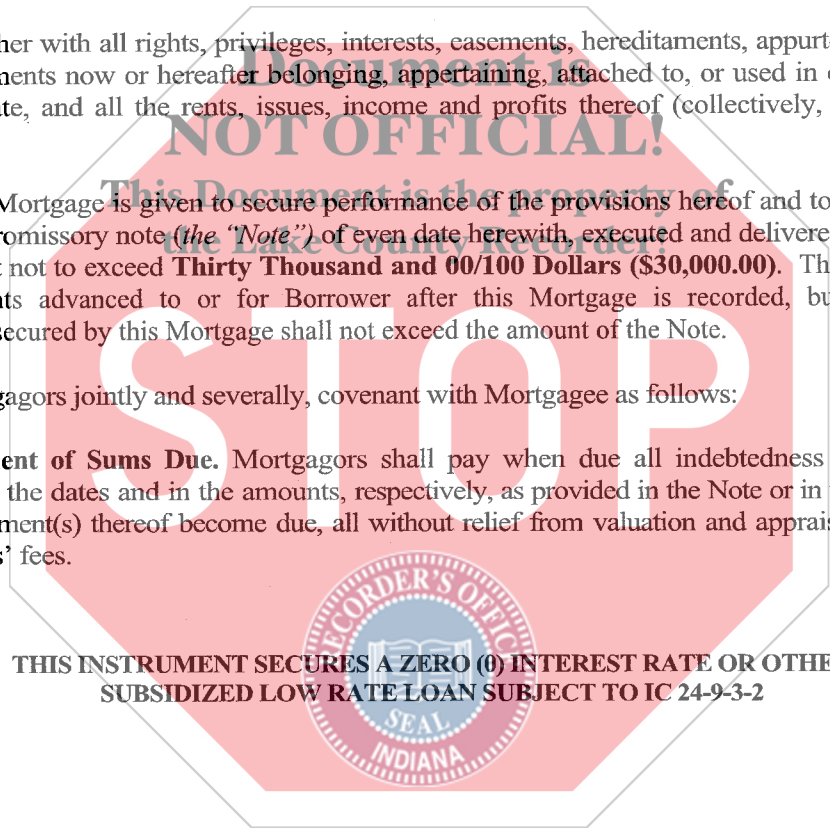 her with all rights, privileges, interests, easements, hereditaments, appurt
Document is
nents now or hereafter belonging, appertaining, attached to, or used in
te, and all the rents, issues, income and profits thereof (collectively,
NOT OFFICIAL!
This Document is the property of
Mortgage is given to secure performance of the provisions hereof and to
romissory note (the “Note”) of even date herewith, executed and delivere
the Lake County Recorder!
not to exceed Thirty Thousand and 00/100 Dollars ($30,000.00). Th
nts advanced to or for Borrower after this Mortgage is recorded, bu
secured by this Mortgage shall not exceed the amount of the Note.
STOP
gagors jointly and severally, covenant with Mortgagee as follows:
ent of Sums Due. Mortgagors shall pay when due all indebtedness
the dates and in the amounts, respectively, as provided in the Note or in
ment(s) thereof become due, all without relief from valuation and apprais
s’ fees.
RECORDER'S OFFICE
THIS INSTRUMENT SECURES A ZERO (0) INTEREST RATE OR OTHE
SUBSIDIZED LOW RATE LOAN SUBJECT TO IC 24-9-3-2
SEAL
INDIANA